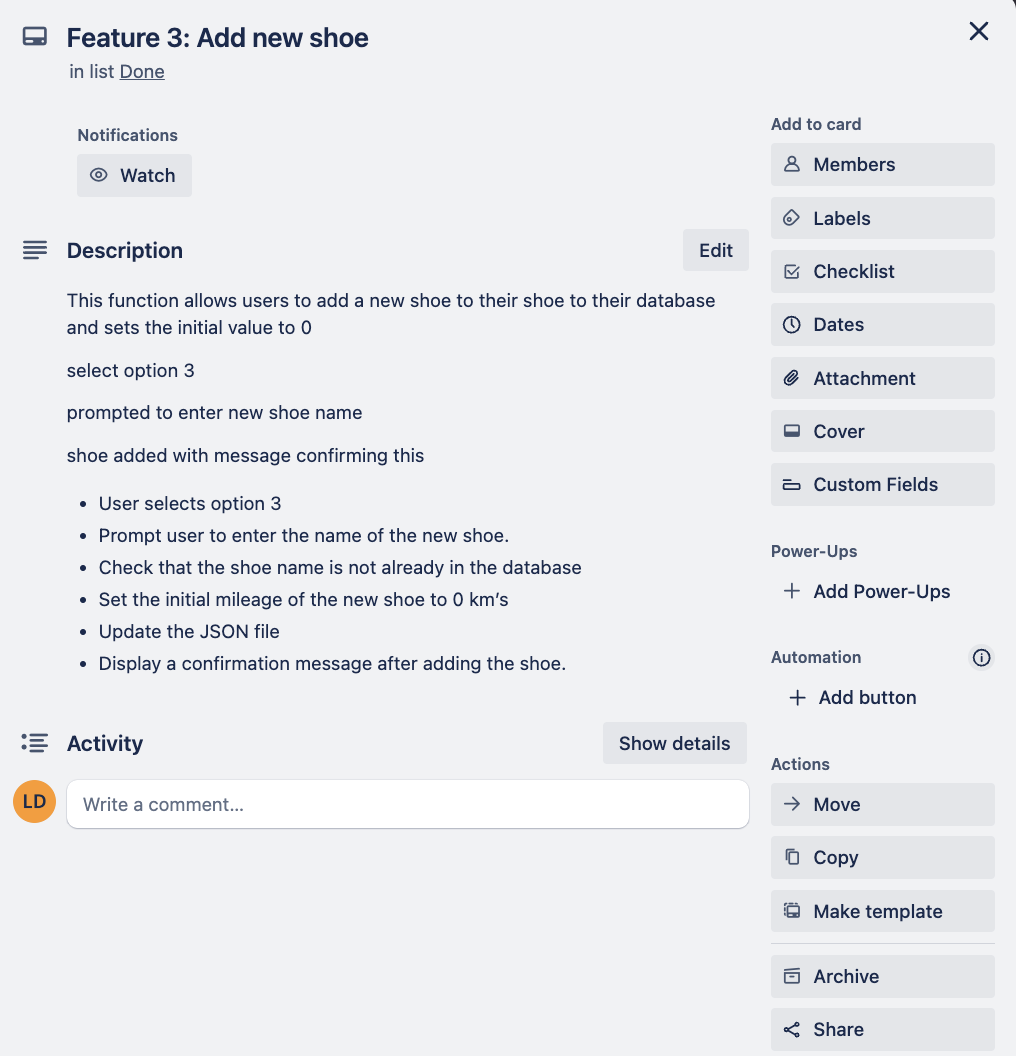 Feature 3: Add new shoe
in list Done
Notifications
Watch
Description
Edit
This function allows users to add a new shoe to their shoe to their database
and sets the initial value to 0
select option 3
prompted to enter new shoe name
shoe added with message confirming this
• User selects option 3
• Prompt user to enter the name of the new shoe.
• Check that the shoe name is not already in the database
• Set the initial mileage of the new shoe to 0 km’s
• Update the JSON file
• Display a confirmation message after adding the shoe.
Activity
Show details
LD
Write a comment...
Add to card
Members
Labels
Checklist
Dates
Attachment
Cover
Custom Fields
Power-Ups
Add Power-Ups
Automation
Add button
Actions
Move
Copy
Make template
Archive
Share